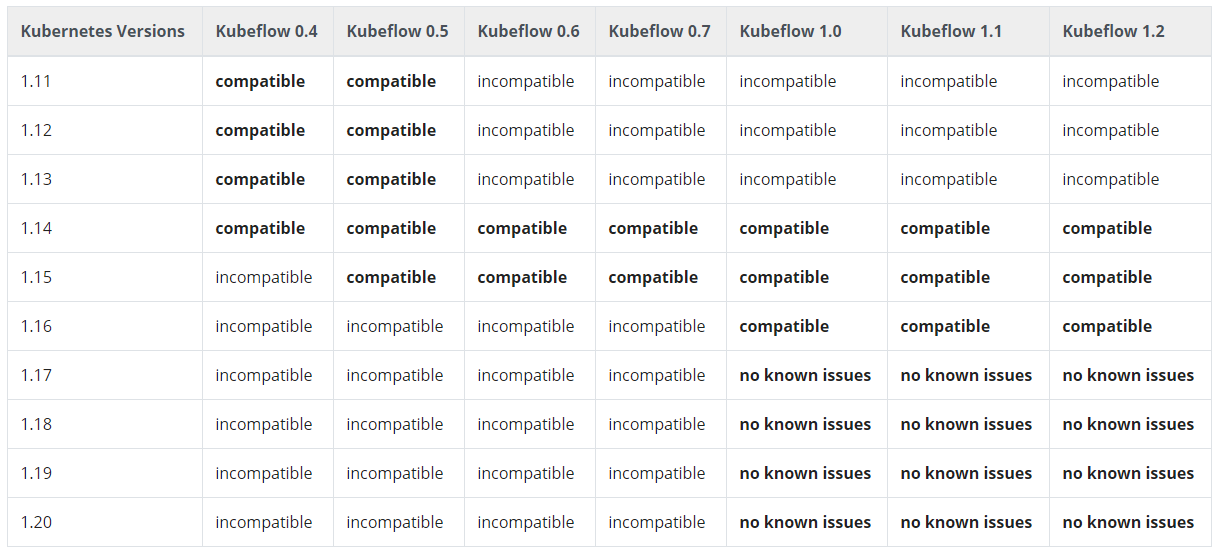 Kubernetes Versions Kubeflow 0.4 Kubeflow 0.5 Kubeflow 0.6 Kubeflow 0.7 Kubeflow 1.0 Kubeflow 1.1 Kubeflow 1.2
1.11 compatible compatible incompatible incompatible incompatible incompatible incompatible
1.12 compatible compatible incompatible incompatible incompatible incompatible incompatible
1.13 compatible compatible incompatible incompatible incompatible incompatible incompatible
1.14 compatible compatible compatible compatible compatible compatible compatible
1.15 incompatible compatible compatible compatible compatible compatible compatible
1.16 incompatible incompatible incompatible incompatible compatible compatible compatible
1.17 incompatible incompatible incompatible incompatible no known issues no known issues no known issues
1.18 incompatible incompatible incompatible incompatible no known issues no known issues no known issues
1.19 incompatible incompatible incompatible incompatible no known issues no known issues no known issues
1.20 incompatible incompatible incompatible incompatible no known issues no known issues no known issues